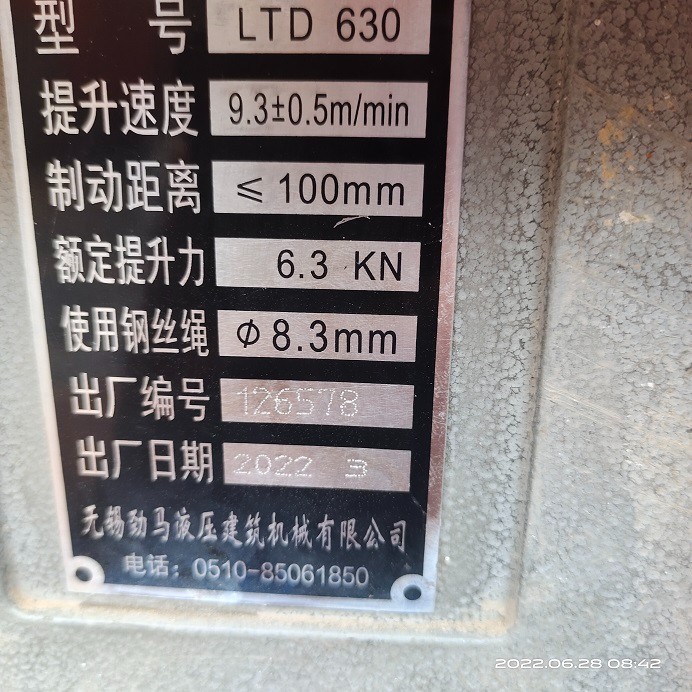 型 号 LTD 630
提升速度 9.3±0.5m/min
制动距离 ≤ 100mm
额定提升力 6.3 KN
使用钢丝绳 Φ8.3mm
出厂编号 126578
出厂日期 2022 3
无锡劲马液压建筑机械有限公司
电话：0510-85061850
2022.06.28 08:42